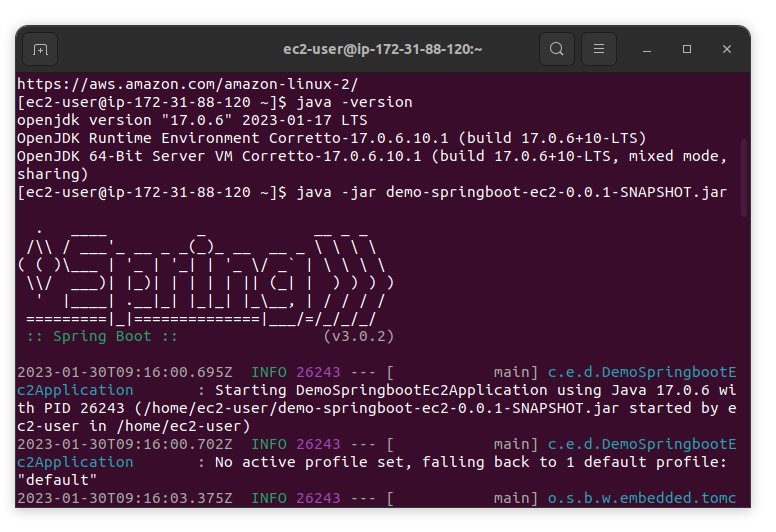 ec2-user@ip-172-31-88-120:~
https://aws.amazon.com/amazon-linux-2/
[ec2-user@ip-172-31-88-120 ~]$ java -version
openjdk version "17.0.6" 2023-01-17 LTS
OpenJDK Runtime Environment Corretto-17.0.6.10.1 (build 17.0.6+10-LTS)
OpenJDK 64-Bit Server VM Corretto-17.0.6.10.1 (build 17.0.6+10-LTS, mixed mode,
sharing)
[ec2-user@ip-172-31-88-120 ~]$ java -jar demo-springboot-ec2-0.0.1-SNAPSHOT.jar

  .   ____          _            __ _ _
 /\\ / ___'_ __ _ _(_)_ __  __ _ \ \ \ \
( ( )\___ | '_ | '_| | '_ \/ _` | \ \ \ \
 \\/  ___)| |_)| | | | | || (_| |  ) ) ) )
  '  |____| .__|_| |_|_| |_\__, | / / / /
 =========|_|==============|___/=/_/_/_/
 :: Spring Boot ::                (v3.0.2)

2023-01-30T09:16:00.695Z  INFO 26243 --- [           main] c.e.d.DemoSpringbootE
c2Application       : Starting DemoSpringbootEc2Application using Java 17.0.6 wi
th PID 26243 (/home/ec2-user/demo-springboot-ec2-0.0.1-SNAPSHOT.jar started by e
c2-user in /home/ec2-user)
2023-01-30T09:16:00.702Z  INFO 26243 --- [           main] c.e.d.DemoSpringbootE
c2Application       : No active profile set, falling back to 1 default profile:
"default"
2023-01-30T09:16:03.375Z  INFO 26243 --- [           main] o.s.b.w.embedded.tomc